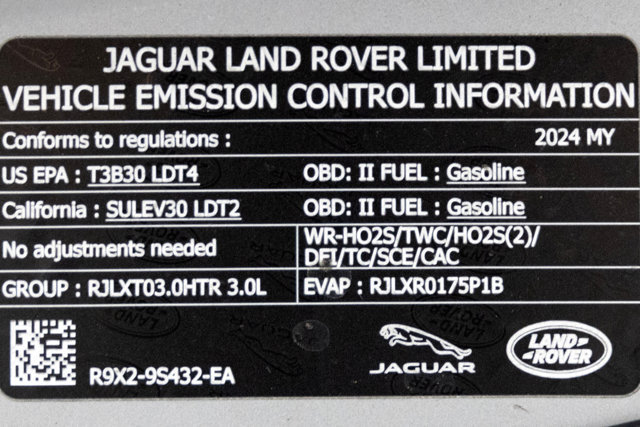 JAGUAR LAND ROVER LIMITED
VEHICLE EMISSION CONTROL INFORMATION
Conforms to regulations : 2024 MY
US EPA : T3B30 LDT4 OBD: II FUEL : Gasoline
California : SULEV30 LDT2 OBD: II FUEL : Gasoline
No adjustments needed
WR-HO2S/TWC/HO2S(2)/
DFI/TC/SCE/CAC
GROUP : RJLXT03.0HTR 3.0L EVAP : RJLXR0175P1B
R9X2-9S432-EA
JAGUAR
LAND-
ROVER